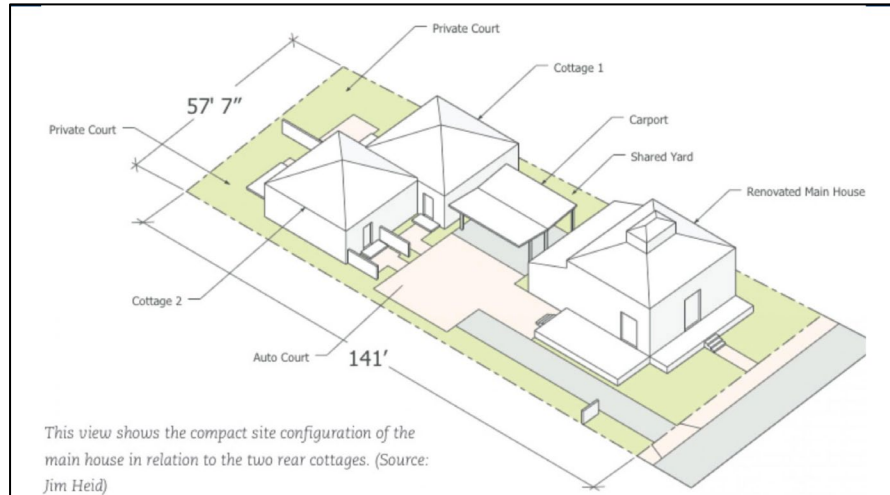 Private Court
Cottage 1
57' 7"
Carport
Private Court
Shared Yard
Renovated Main House
Cottage 2
Auto Court
141'
This view shows the compact site configuration of the
main house in relation to the two rear cottages. (Source:
Jim Heid)